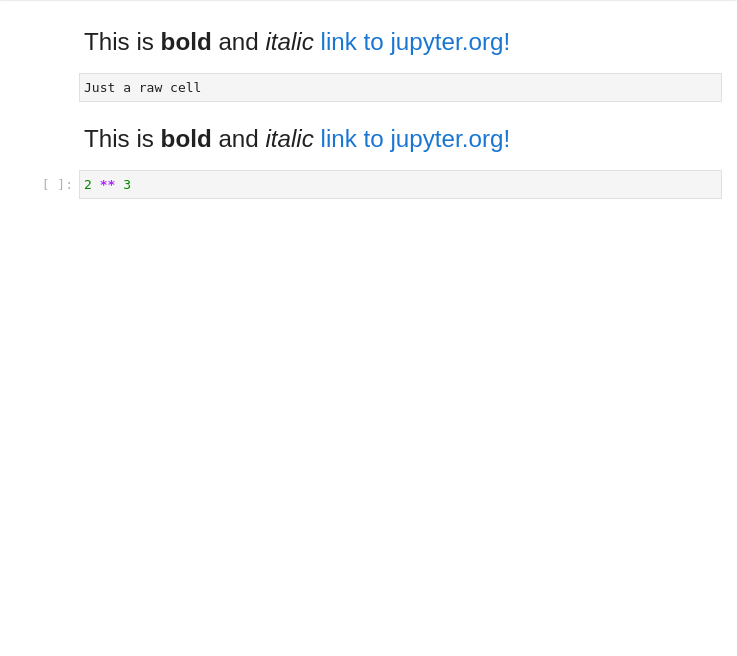 This is bold and italic link to jupyter.org!
Just a raw cell
This is bold and italic link to jupyter.org!
[ ]: 2 ** 3